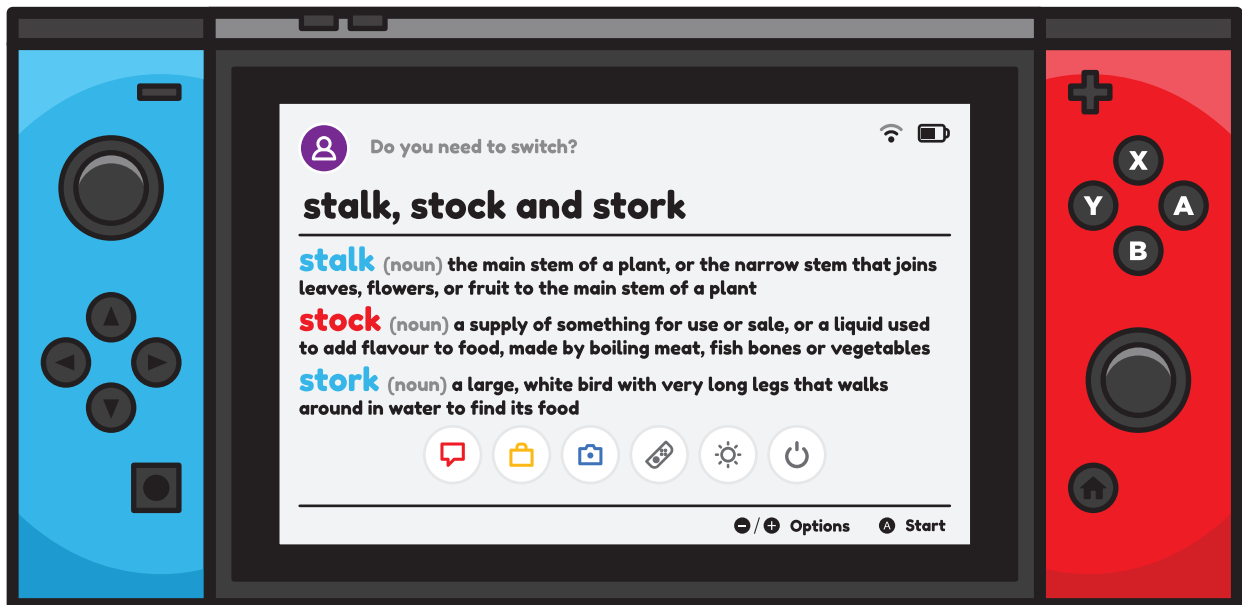 Do you need to switch?
stalk, stock and stork
stalk (noun) the main stem of a plant, or the narrow stem that joins
leaves, flowers, or fruit to the main stem of a plant
stock (noun) a supply of something for use or sale, or a liquid used
to add flavour to food, made by boiling meat, fish bones or vegetables
stork (noun) a large, white bird with very long legs that walks
around in water to find its food
−/+ Options A Start
X
Y A
B